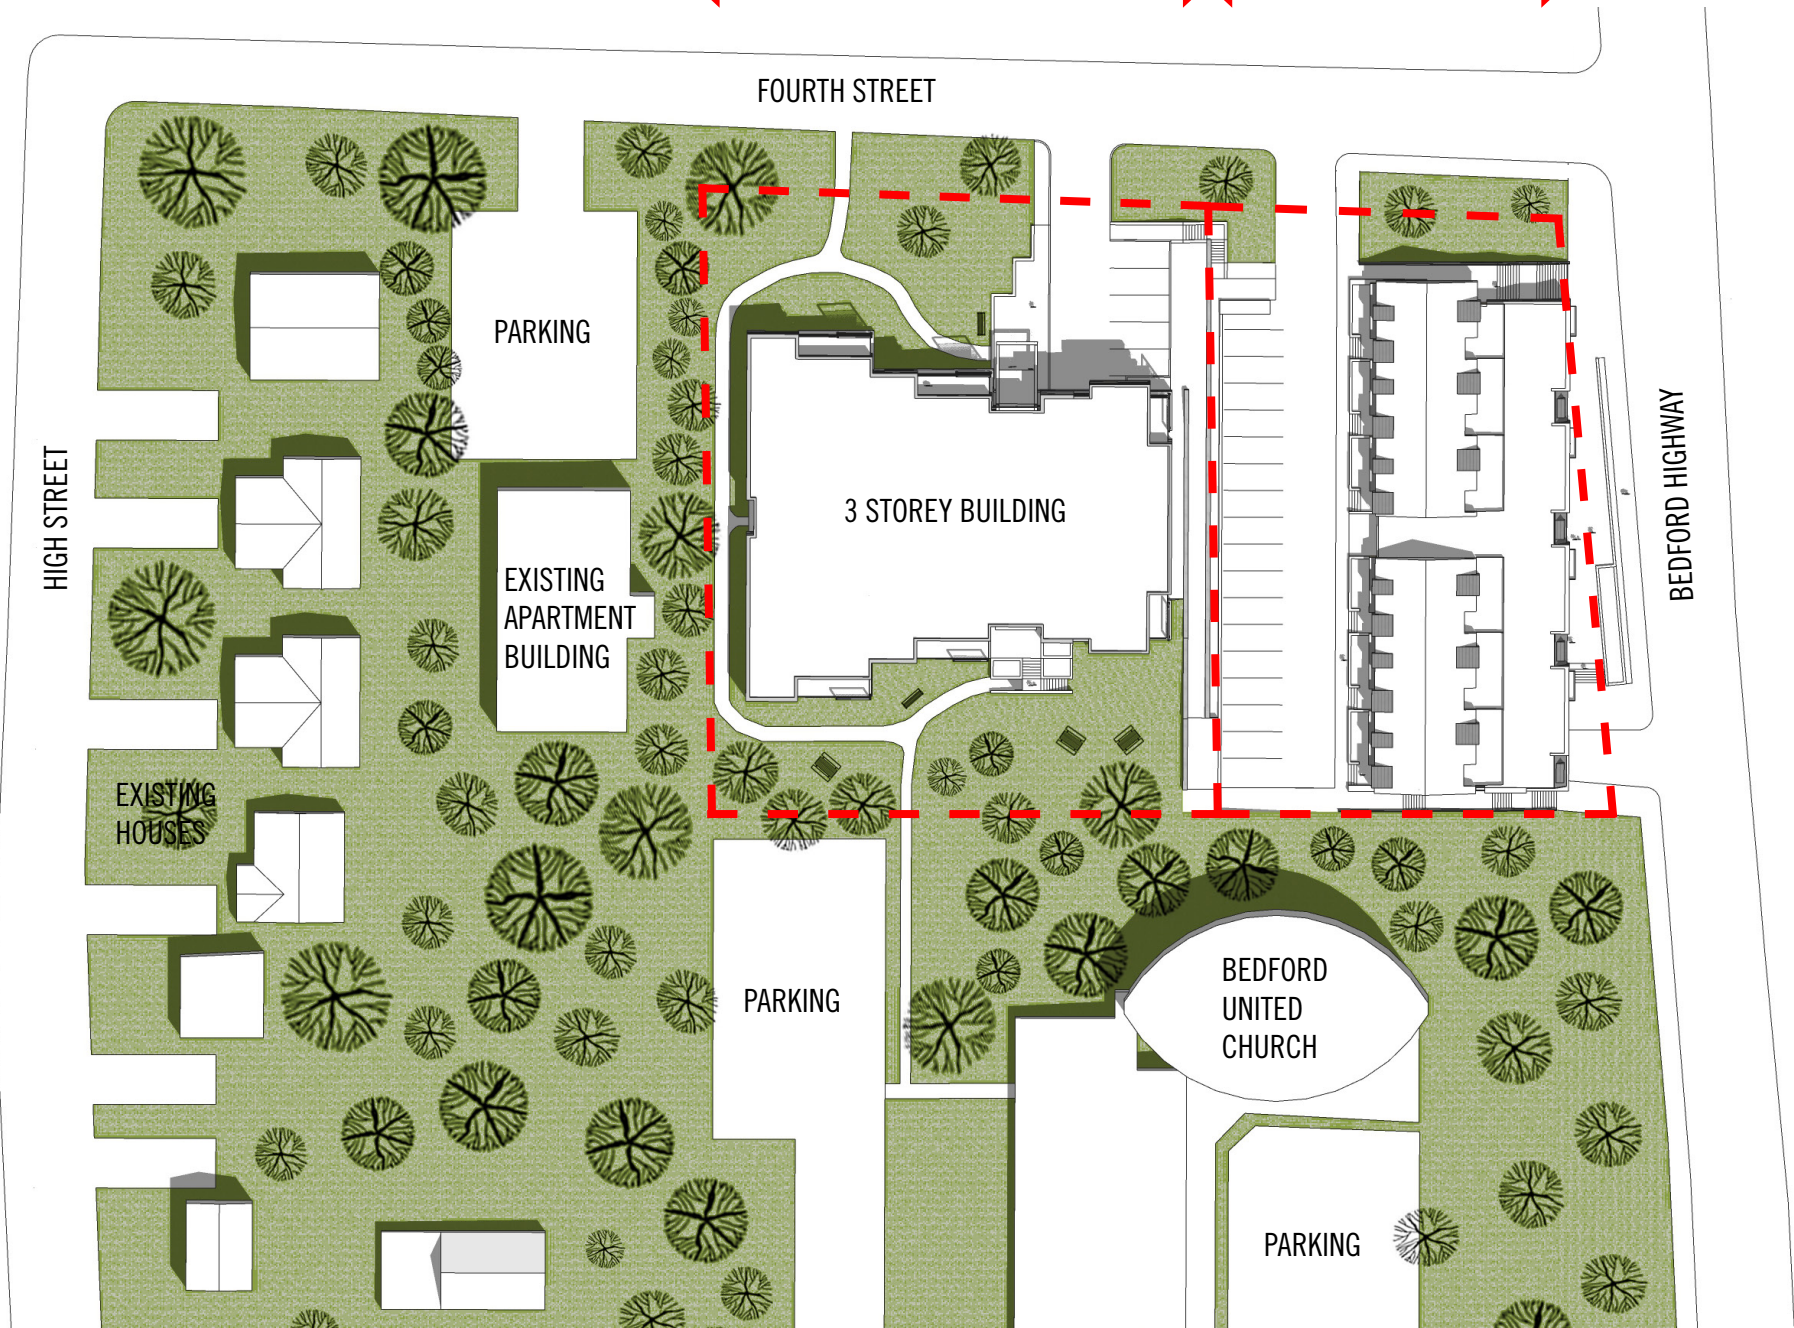 FOURTH STREET
PARKING
HIGH STREET
3 STOREY BUILDING
BEDFORD HIGHWAY
EXISTING
APARTMENT
BUILDING
EXISTING
HOUSES
PARKING
BEDFORD
UNITED
CHURCH
PARKING